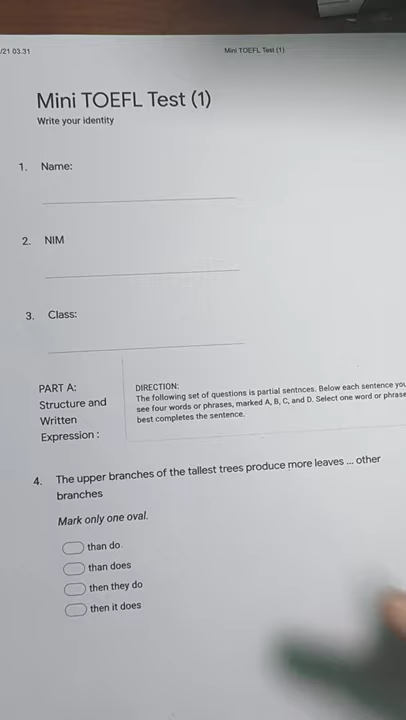 /21 03.31
Mini TOEFL Test (1)
Mini TOEFL Test (1)
Write your identity
1. Name:
2. NIM
3. Class:
PART A:
Structure and
Written
Expression :
DIRECTION:
The following set of questions is partial sentnces. Below each sentence you
see four words or phrases, marked A, B, C, and D. Select one word or phrase
best completes the sentence.
4. The upper branches of the tallest trees produce more leaves ... other
branches
Mark only one oval.
than do
than does
then they do
then it does